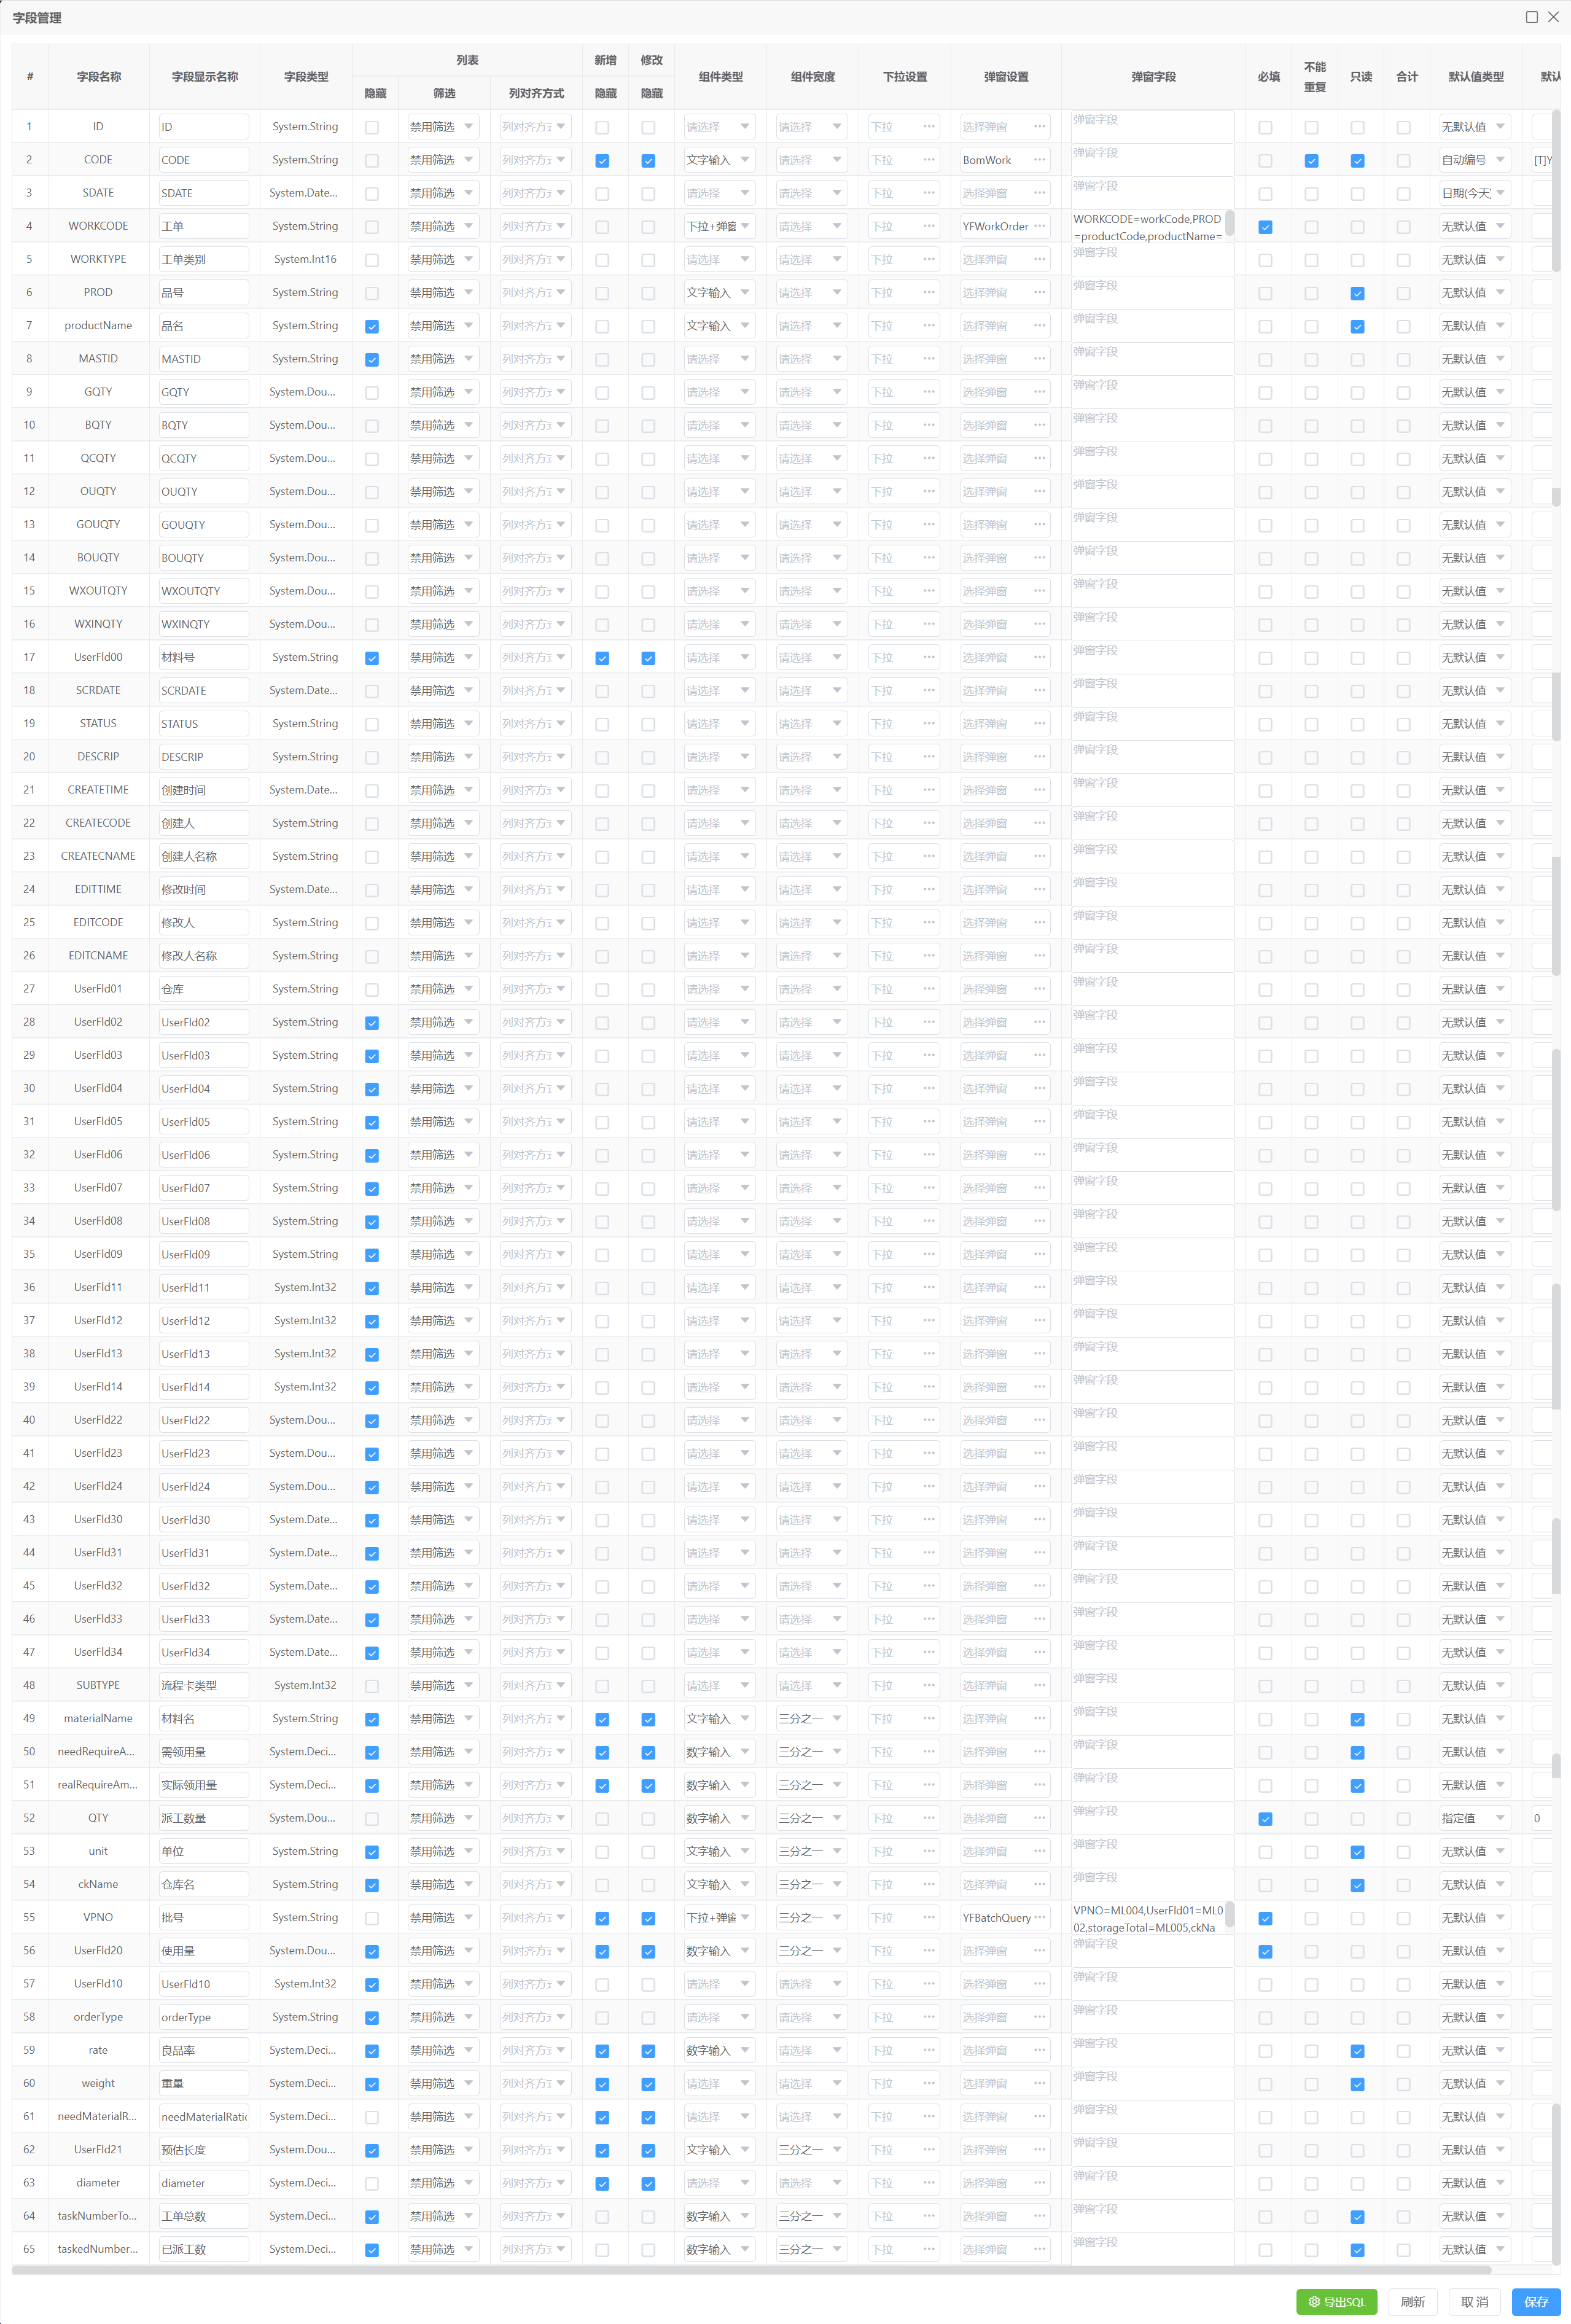 字段管理
# 字段名称 字段显示名称 字段类型 列表 新增 修改 组件类型 组件宽度 下拉设置 弹窗设置 弹窗字段 必填 不能重复 只读 合计 默认值类型
隐藏 筛选 列对齐方式 隐藏 隐藏
1 ID ID System.String 禁用筛选 列对齐方式 请选择 请选择 下拉 选择弹窗 弹窗字段 无默认值
2 CODE CODE System.String 禁用筛选 列对齐方式 文字输入 请选择 下拉 BomWork 弹窗字段 自动编号 [T]Y
3 SDATE SDATE System.Date... 禁用筛选 列对齐方式 请选择 请选择 下拉 选择弹窗 弹窗字段 日期(今天)
4 WORKCODE 工单 System.String 禁用筛选 列对齐方式 下拉+弹窗 请选择 下拉 YFWorkOrder WORKCODE=workCode,PROD
=productCode,productName= 无默认值
5 WORKTYPE 工单类别 System.Int16 禁用筛选 列对齐方式 请选择 请选择 下拉 选择弹窗 弹窗字段 无默认值
6 PROD 品号 System.String 禁用筛选 列对齐方式 文字输入 请选择 下拉 选择弹窗 弹窗字段 无默认值
7 productName 品名 System.String 禁用筛选 列对齐方式 文字输入 请选择 下拉 选择弹窗 弹窗字段 无默认值
8 MASTID MASTID System.String 禁用筛选 列对齐方式 请选择 请选择 下拉 选择弹窗 弹窗字段 无默认值
9 GQTY GQTY System.Dou... 禁用筛选 列对齐方式 请选择 请选择 下拉 选择弹窗 弹窗字段 无默认值
10 BQTY BQTY System.Dou... 禁用筛选 列对齐方式 请选择 请选择 下拉 选择弹窗 弹窗字段 无默认值
11 QCQTY QCQTY System.Dou... 禁用筛选 列对齐方式 请选择 请选择 下拉 选择弹窗 弹窗字段 无默认值
12 OUQTY OUQTY System.Dou... 禁用筛选 列对齐方式 请选择 请选择 下拉 选择弹窗 弹窗字段 无默认值
13 GOUQTY GOUQTY System.Dou... 禁用筛选 列对齐方式 请选择 请选择 下拉 选择弹窗 弹窗字段 无默认值
14 BOUQTY BOUQTY System.Dou... 禁用筛选 列对齐方式 请选择 请选择 下拉 选择弹窗 弹窗字段 无默认值
15 WXOUTQTY WXOUTQTY System.Dou... 禁用筛选 列对齐方式 请选择 请选择 下拉 选择弹窗 弹窗字段 无默认值
16 WXINQTY WXINQTY System.Dou... 禁用筛选 列对齐方式 请选择 请选择 下拉 选择弹窗 弹窗字段 无默认值
17 UserFld00 材料号 System.String 禁用筛选 列对齐方式 请选择 请选择 下拉 选择弹窗 弹窗字段 无默认值
18 SCRDATE SCRDATE System.Date... 禁用筛选 列对齐方式 请选择 请选择 下拉 选择弹窗 弹窗字段 无默认值
19 STATUS STATUS System.String 禁用筛选 列对齐方式 请选择 请选择 下拉 选择弹窗 弹窗字段 无默认值
20 DESCRIP DESCRIP System.String 禁用筛选 列对齐方式 请选择 请选择 下拉 选择弹窗 弹窗字段 无默认值
21 CREATETIME 创建时间 System.Date... 禁用筛选 列对齐方式 请选择 请选择 下拉 选择弹窗 弹窗字段 无默认值
22 CREATECODE 创建人 System.String 禁用筛选 列对齐方式 请选择 请选择 下拉 选择弹窗 弹窗字段 无默认值
23 CREATECNAME 创建人名称 System.String 禁用筛选 列对齐方式 请选择 请选择 下拉 选择弹窗 弹窗字段 无默认值
24 EDITTIME 修改时间 System.Date... 禁用筛选 列对齐方式 请选择 请选择 下拉 选择弹窗 弹窗字段 无默认值
25 EDITCODE 修改人 System.String 禁用筛选 列对齐方式 请选择 请选择 下拉 选择弹窗 弹窗字段 无默认值
26 EDITCNAME 修改人名称 System.String 禁用筛选 列对齐方式 请选择 请选择 下拉 选择弹窗 弹窗字段 无默认值
27 UserFld01 仓库 System.String 禁用筛选 列对齐方式 请选择 请选择 下拉 选择弹窗 弹窗字段 无默认值
28 UserFld02 UserFld02 System.String 禁用筛选 列对齐方式 请选择 请选择 下拉 选择弹窗 弹窗字段 无默认值
29 UserFld03 UserFld03 System.String 禁用筛选 列对齐方式 请选择 请选择 下拉 选择弹窗 弹窗字段 无默认值
30 UserFld04 UserFld04 System.String 禁用筛选 列对齐方式 请选择 请选择 下拉 选择弹窗 弹窗字段 无默认值
31 UserFld05 UserFld05 System.String 禁用筛选 列对齐方式 请选择 请选择 下拉 选择弹窗 弹窗字段 无默认值
32 UserFld06 UserFld06 System.String 禁用筛选 列对齐方式 请选择 请选择 下拉 选择弹窗 弹窗字段 无默认值
33 UserFld07 UserFld07 System.String 禁用筛选 列对齐方式 请选择 请选择 下拉 选择弹窗 弹窗字段 无默认值
34 UserFld08 UserFld08 System.String 禁用筛选 列对齐方式 请选择 请选择 下拉 选择弹窗 弹窗字段 无默认值
35 UserFld09 UserFld09 System.String 禁用筛选 列对齐方式 请选择 请选择 下拉 选择弹窗 弹窗字段 无默认值
36 UserFld11 UserFld11 System.Int32 禁用筛选 列对齐方式 请选择 请选择 下拉 选择弹窗 弹窗字段 无默认值
37 UserFld12 UserFld12 System.Int32 禁用筛选 列对齐方式 请选择 请选择 下拉 选择弹窗 弹窗字段 无默认值
38 UserFld13 UserFld13 System.Int32 禁用筛选 列对齐方式 请选择 请选择 下拉 选择弹窗 弹窗字段 无默认值
39 UserFld14 UserFld14 System.Int32 禁用筛选 列对齐方式 请选择 请选择 下拉 选择弹窗 弹窗字段 无默认值
40 UserFld22 UserFld22 System.Dou... 禁用筛选 列对齐方式 请选择 请选择 下拉 选择弹窗 弹窗字段 无默认值
41 UserFld23 UserFld23 System.Dou... 禁用筛选 列对齐方式 请选择 请选择 下拉 选择弹窗 弹窗字段 无默认值
42 UserFld24 UserFld24 System.Dou... 禁用筛选 列对齐方式 请选择 请选择 下拉 选择弹窗 弹窗字段 无默认值
43 UserFld30 UserFld30 System.Date... 禁用筛选 列对齐方式 请选择 请选择 下拉 选择弹窗 弹窗字段 无默认值
44 UserFld31 UserFld31 System.Date... 禁用筛选 列对齐方式 请选择 请选择 下拉 选择弹窗 弹窗字段 无默认值
45 UserFld32 UserFld32 System.Date... 禁用筛选 列对齐方式 请选择 请选择 下拉 选择弹窗 弹窗字段 无默认值
46 UserFld33 UserFld33 System.Date... 禁用筛选 列对齐方式 请选择 请选择 下拉 选择弹窗 弹窗字段 无默认值
47 UserFld34 UserFld34 System.Date... 禁用筛选 列对齐方式 请选择 请选择 下拉 选择弹窗 弹窗字段 无默认值
48 SUBTYPE 流程卡类型 System.Int32 禁用筛选 列对齐方式 请选择 请选择 下拉 选择弹窗 弹窗字段 无默认值
49 materialName 材料名 System.String 禁用筛选 列对齐方式 文字输入 三分之一 下拉 选择弹窗 弹窗字段 无默认值
50 needRequireA... 需领用量 System.Deci... 禁用筛选 列对齐方式 数字输入 三分之一 下拉 选择弹窗 弹窗字段 无默认值
51 realRequireAm... 实际领用量 System.Deci... 禁用筛选 列对齐方式 数字输入 三分之一 下拉 选择弹窗 弹窗字段 无默认值
52 QTY 派工数量 System.Dou... 禁用筛选 列对齐方式 数字输入 三分之一 下拉 选择弹窗 弹窗字段 指定值 0
53 unit 单位 System.String 禁用筛选 列对齐方式 文字输入 三分之一 下拉 选择弹窗 弹窗字段 无默认值
54 ckName 仓库名 System.String 禁用筛选 列对齐方式 文字输入 三分之一 下拉 选择弹窗 弹窗字段 无默认值
55 VPNO 批号 System.String 禁用筛选 列对齐方式 下拉+弹窗 三分之一 下拉 YFBatchQuery VPNO=ML004,UserFld01=ML0
02,storageTotal=ML005,ckNa 无默认值
56 UserFld20 使用量 System.Dou... 禁用筛选 列对齐方式 数字输入 三分之一 下拉 选择弹窗 弹窗字段 无默认值
57 UserFld10 UserFld10 System.Int32 禁用筛选 列对齐方式 请选择 请选择 下拉 选择弹窗 弹窗字段 无默认值
58 orderType orderType System.String 禁用筛选 列对齐方式 请选择 请选择 下拉 选择弹窗 弹窗字段 无默认值
59 rate 良品率 System.Deci... 禁用筛选 列对齐方式 数字输入 请选择 下拉 选择弹窗 弹窗字段 无默认值
60 weight 重量 System.Deci... 禁用筛选 列对齐方式 请选择 请选择 下拉 选择弹窗 弹窗字段 无默认值
61 needMaterialR... needMaterialRatio System.Deci... 禁用筛选 列对齐方式 请选择 请选择 下拉 选择弹窗 弹窗字段 无默认值
62 UserFld21 预估长度 System.Dou... 禁用筛选 列对齐方式 文字输入 三分之一 下拉 选择弹窗 弹窗字段 无默认值
63 diameter diameter System.Deci... 禁用筛选 列对齐方式 请选择 请选择 下拉 选择弹窗 弹窗字段 无默认值
64 taskNumberTo... 工单总数 System.Deci... 禁用筛选 列对齐方式 数字输入 三分之一 下拉 选择弹窗 弹窗字段 无默认值
65 taskedNumber... 已派工数 System.Deci... 禁用筛选 列对齐方式 数字输入 三分之一 下拉 选择弹窗 弹窗字段 无默认值
导出SQL 刷新 取 消 保存